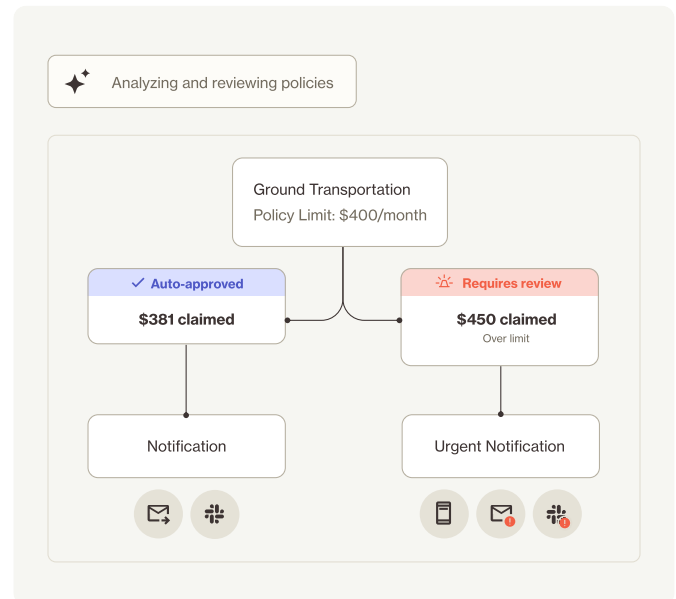 Analyzing and reviewing policies
Ground Transportation
Policy Limit: $400/month
Auto-approved
$381 claimed
Requires review
$450 claimed
Over limit
Notification
Urgent Notification